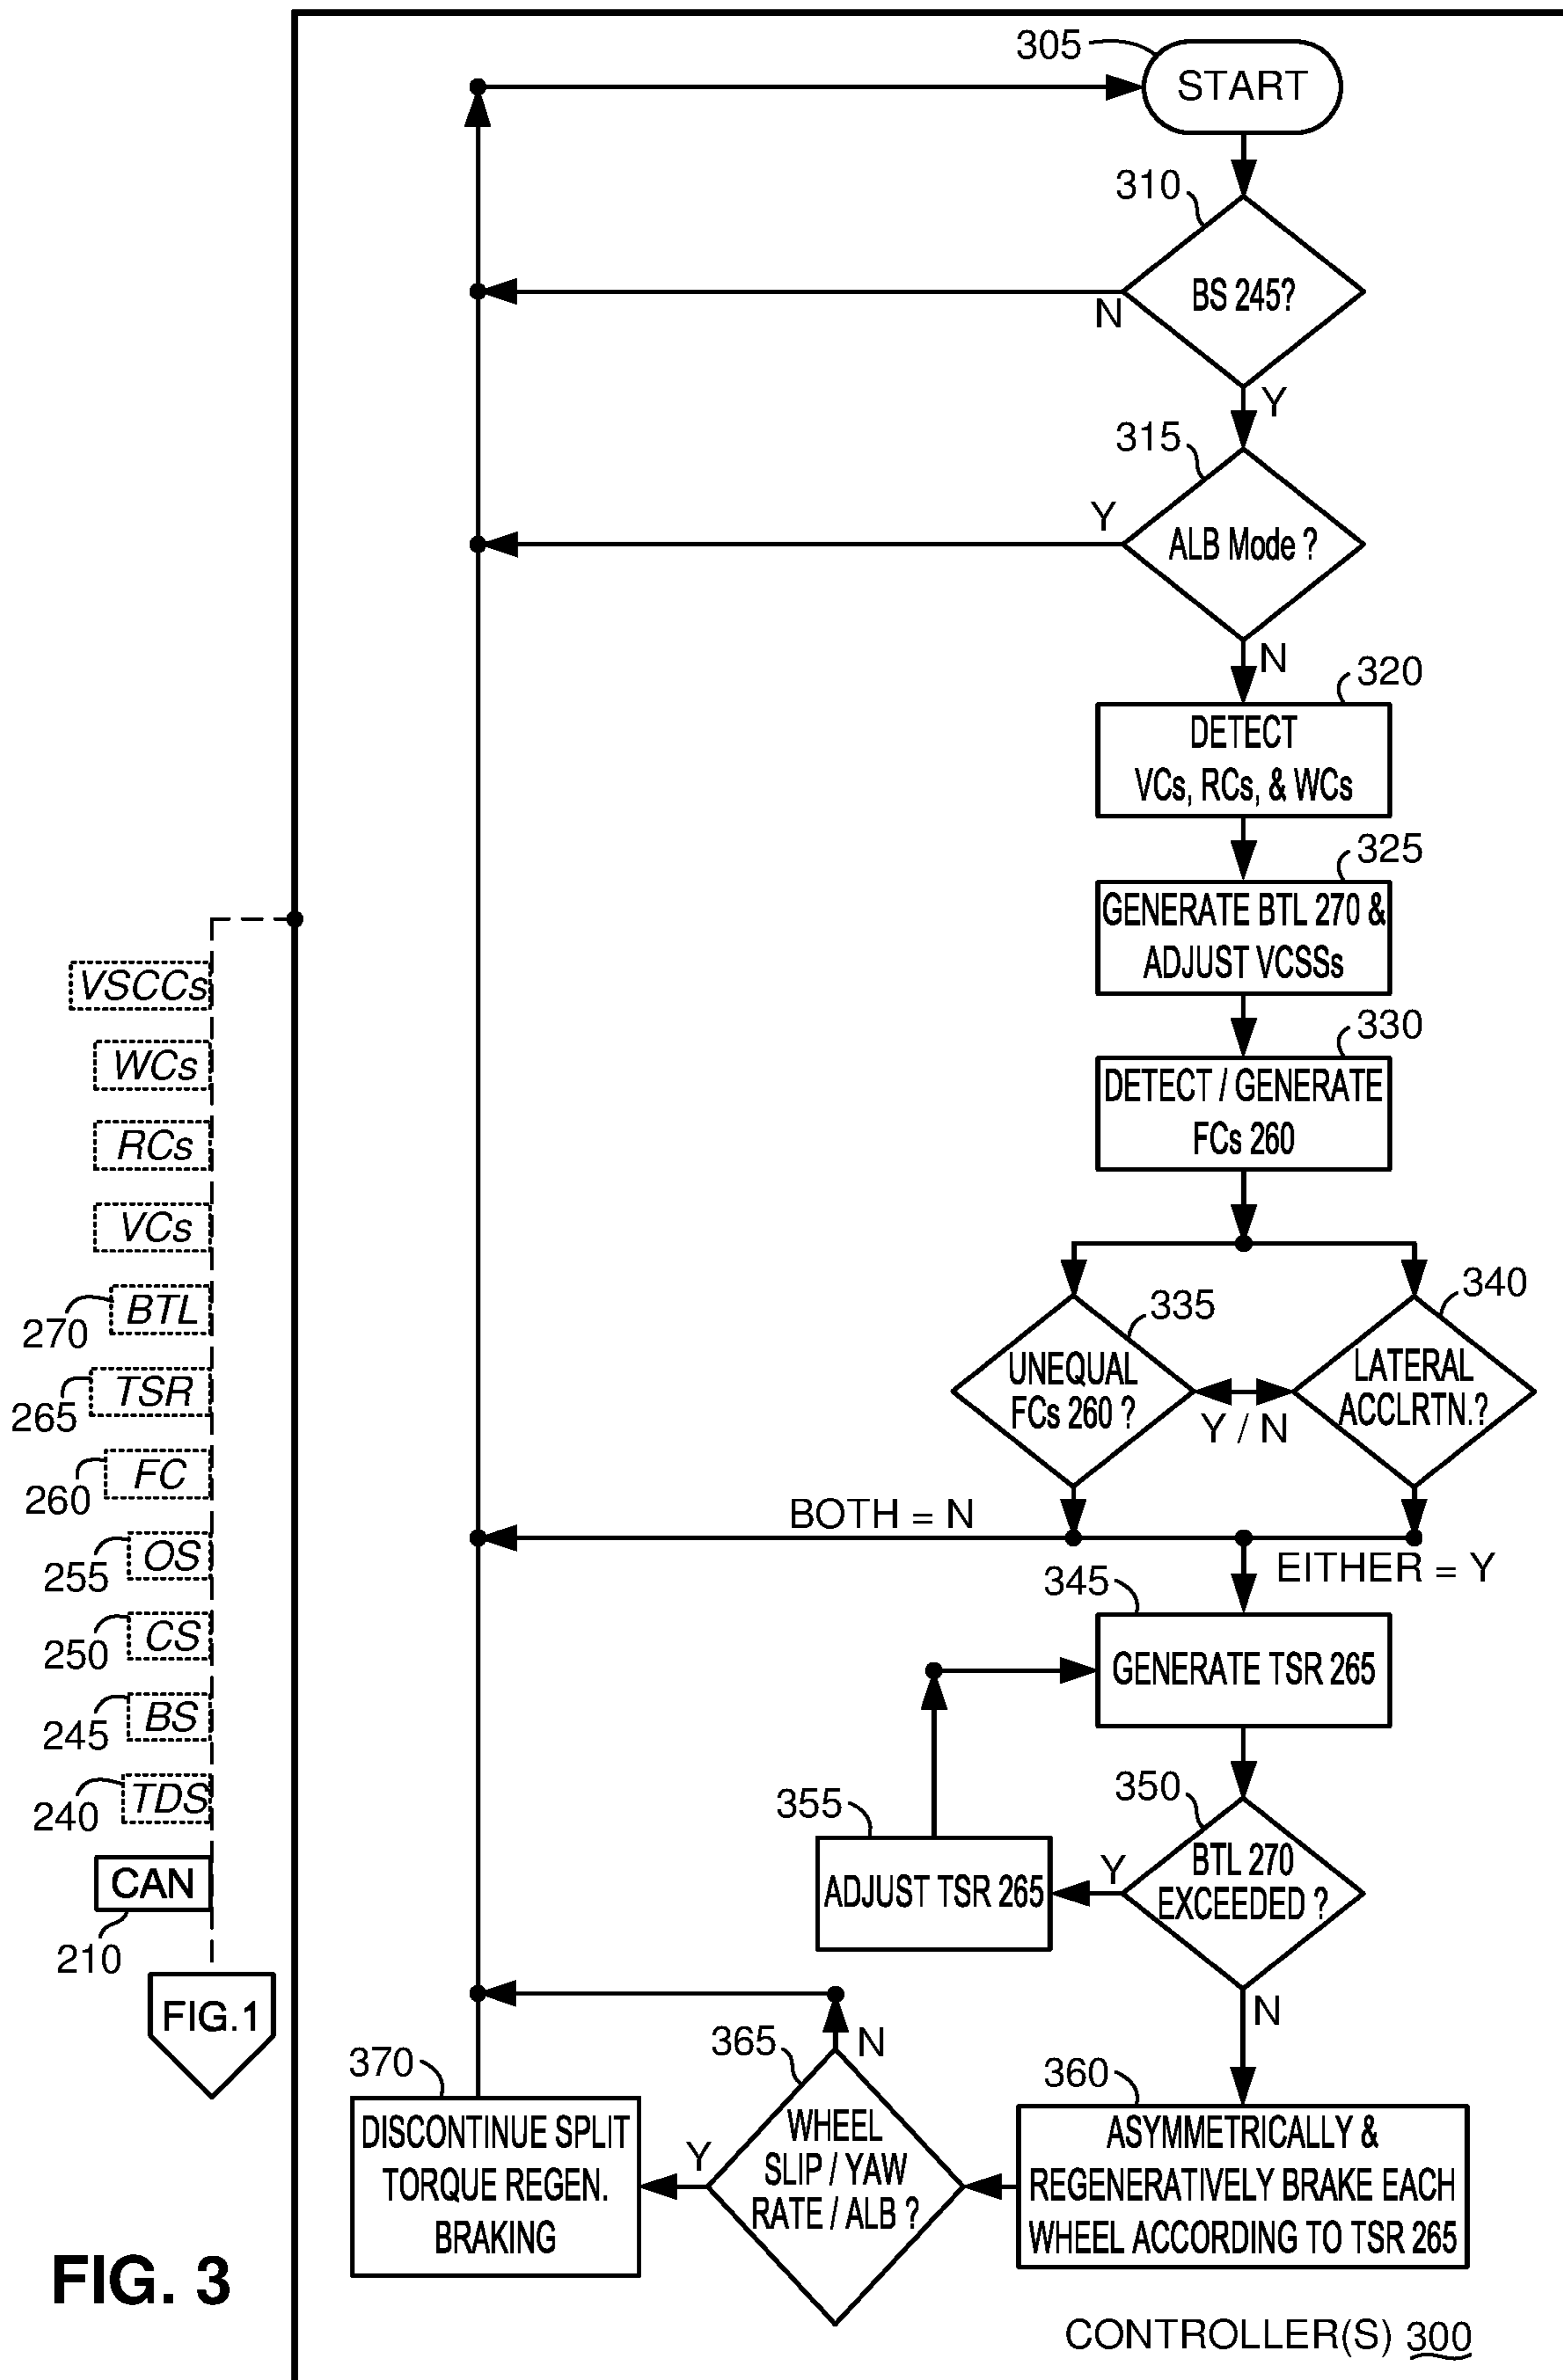 305
START
310
BS 245?
N
Y
315
ALB Mode ?
Y
N
320
DETECT
VCs, RCs, & WCs
325
GENERATE BTL 270 &
ADJUST VCSSs
330
DETECT / GENERATE
FCs 260
335
UNEQUAL
FCs 260 ?
340
LATERAL
ACCLRTN.?
Y / N
BOTH = N
EITHER = Y
345
GENERATE TSR 265
350
BTL 270
EXCEEDED ?
Y
N
355
ADJUST TSR 265
360
ASYMMETRICALLY &
REGENERATIVELY BRAKE EACH
WHEEL ACCORDING TO TSR 265
365
WHEEL
SLIP / YAW
RATE / ALB ?
N
Y
370
DISCONTINUE SPLIT
TORQUE REGEN.
BRAKING
VSCCs
WCs
RCs
VCs
BTL
270
TSR
265
FC
260
OS
255
CS
250
BS
245
TDS
240
CAN
210
FIG.1
FIG. 3
CONTROLLER(S) 300